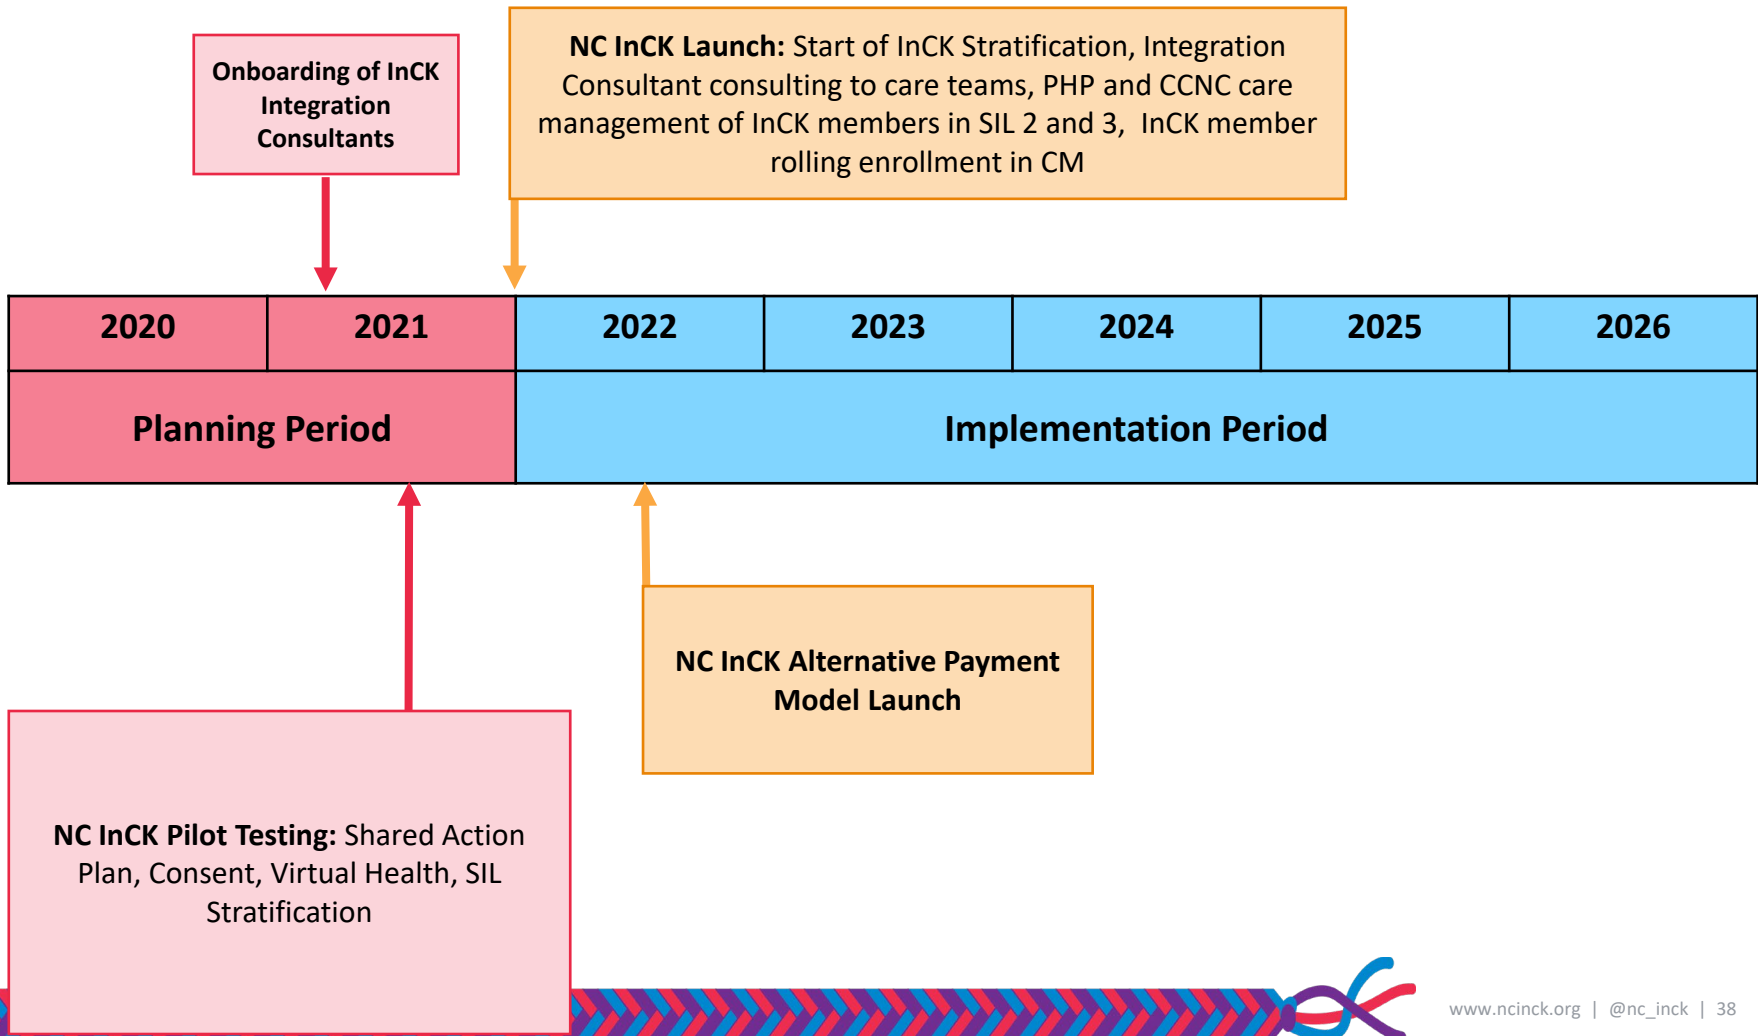 Onboarding of InCK
Integration
Consultants
NC InCK Launch: Start of InCK Stratification, Integration
Consultant consulting to care teams, PHP and CCNC care
management of InCK members in SIL 2 and 3, InCK member
rolling enrollment in CM
2020
2021
2022
2023
2024
2025
2026
Planning Period
Implementation Period
NC InCK Alternative Payment
Model Launch
NC InCK Pilot Testing: Shared Action
Plan, Consent, Virtual Health, SIL
Stratification
www.ncinck.org | @nc_inck | 38